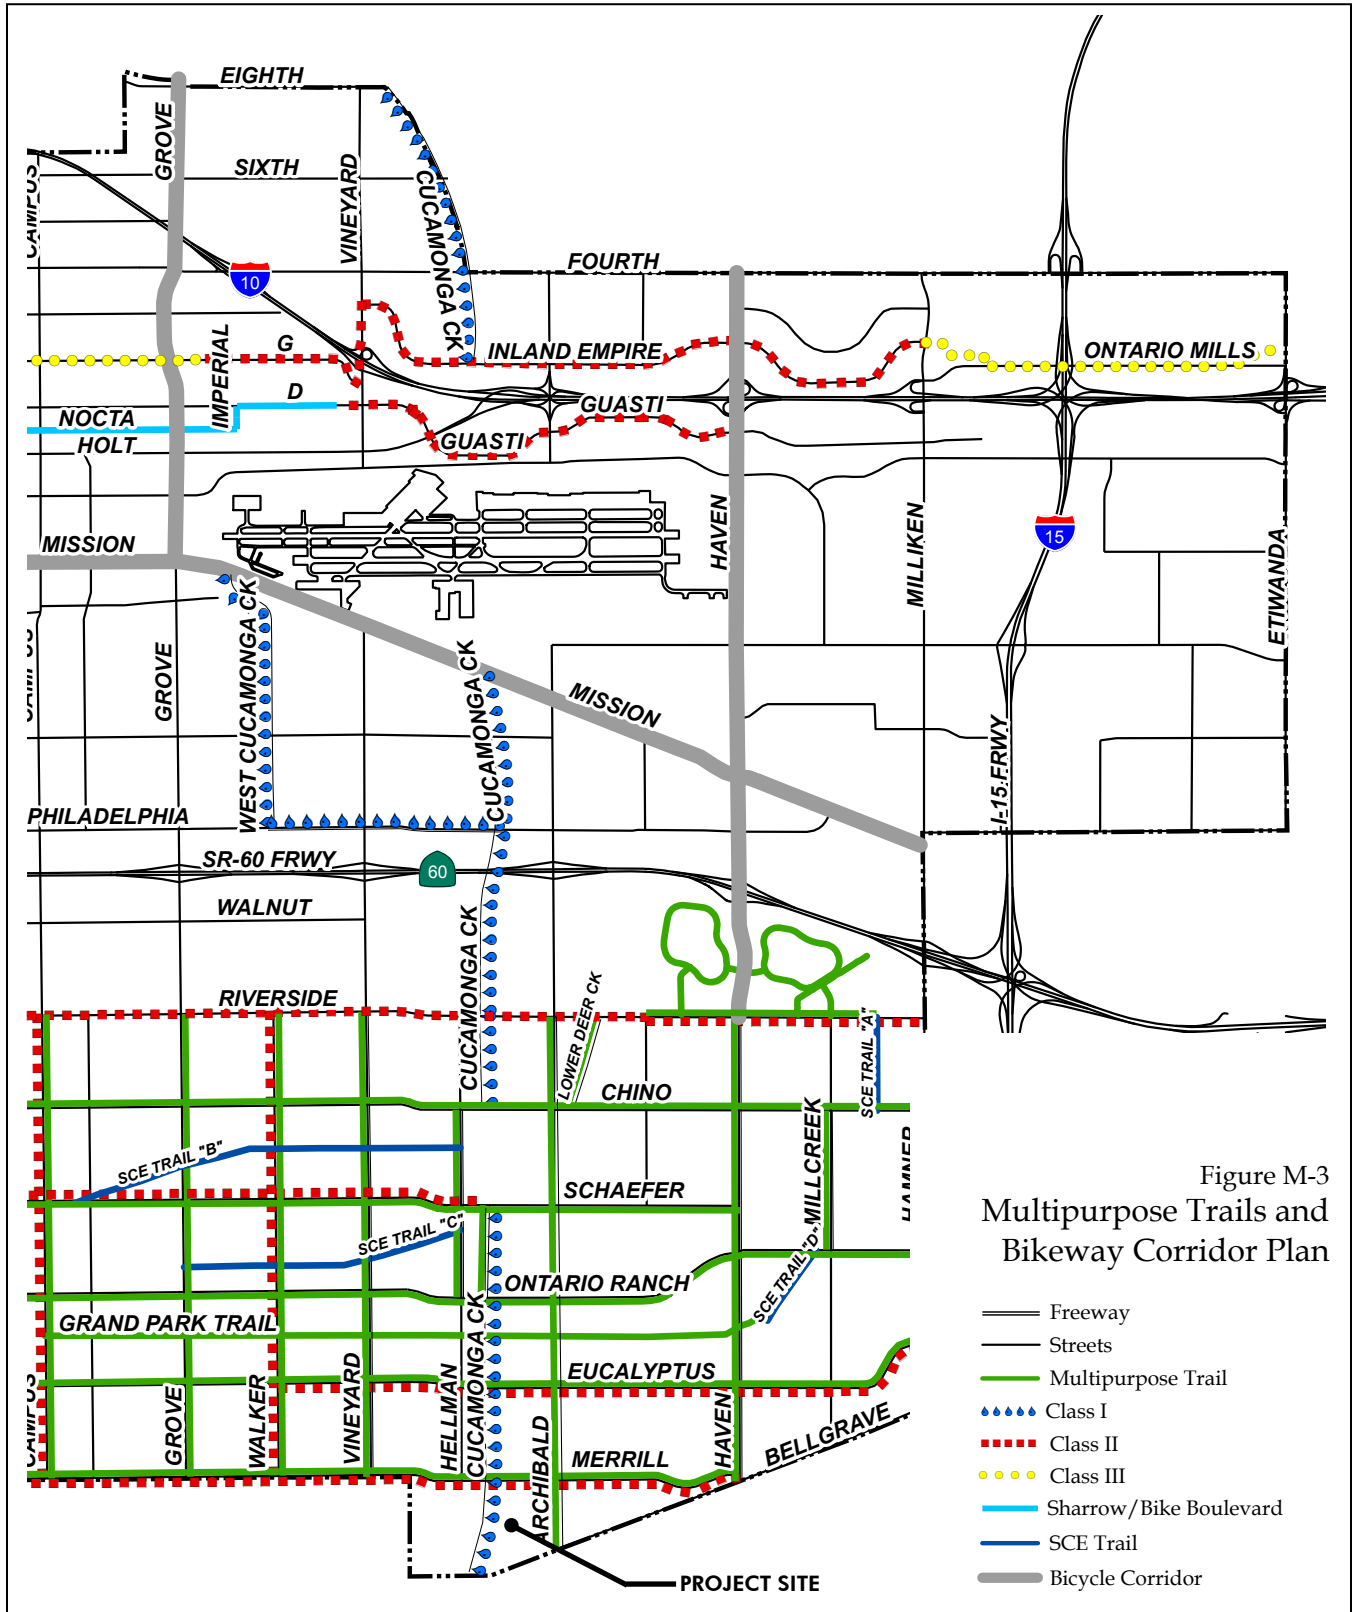 EIGHTH
GROVE
SIXTH
CAMPUS
VINEYARD
CUCAMONGA CK
FOURTH
10
IMPERIAL
G
INLAND EMPIRE
ONTARIO MILLS
D
GUASTI
NOCTA
HOLT
GUASTI
MISSION
HAVEN
MILLIKEN
15
ETIWANDA
WEST CUCAMONGA CK
CAMPUS
GROVE
CUCAMONGA CK
MISSION
I-15 FRWY
PHILADELPHIA
SR-60 FRWY
60
WALNUT
CUCAMONGA CK
RIVERSIDE
LOWER DEER CK
SCE TRAIL "A"
CHINO
MILLCREEK
HAMNER
SCE TRAIL "B"
SCHAEFER
SCE TRAIL "C"
SCE TRAIL "D"
ONTARIO RANCH
GRAND PARK TRAIL
CUCAMONGA CK
EUCALYPTUS
CAMPUS
GROVE
WALKER
VINEYARD
HELLMAN
ARCHIBALD
MERRILL
HAVEN
BELLGRAVE
PROJECT SITE
Figure M-3
Multipurpose Trails and
Bikeway Corridor Plan
Freeway
Streets
Multipurpose Trail
Class I
Class II
Class III
Sharrow/Bike Boulevard
SCE Trail
Bicycle Corridor